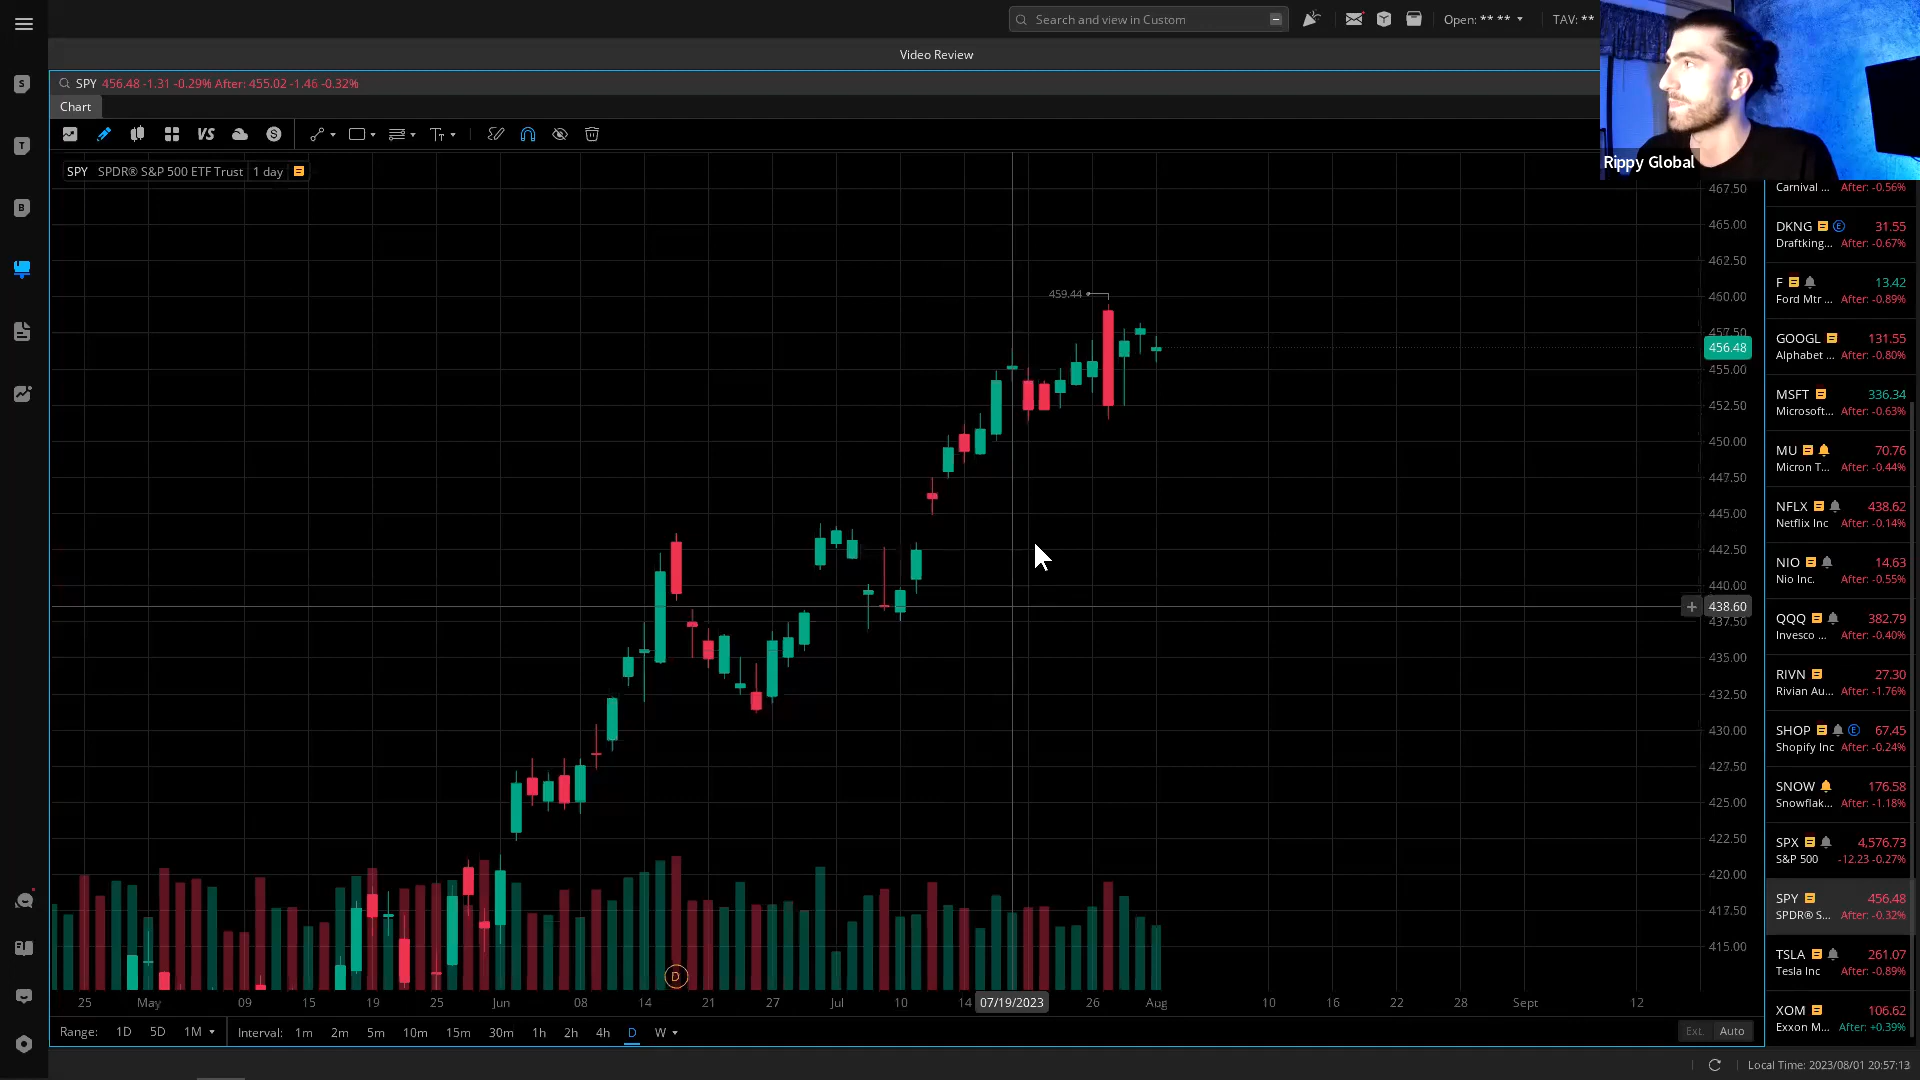 Search and view in Custom
Open: ** **
TAV: **
Video Review
SPY 456.48 -1.31 -0.29% After: 455.02 -1.46 -0.32%
Chart
VS
SPY SPDR® S&P 500 ETF Trust 1 day
Rippy Global
S
T
B
467.50
465.00
462.50
460.00
457.50
456.48
455.00
452.50
450.00
447.50
445.00
442.50
440.00
438.60
437.50
435.00
432.50
430.00
427.50
425.00
422.50
420.00
417.50
415.00
459.44
D
25 May 09 15 19 25 Jun 08 14 21 27 Jul 10 14 07/19/2023 26 Aug 10 16 22 28 Sept 12
Range: 1D 5D 1M Interval: 1m 2m 5m 10m 15m 30m 1h 2h 4h D W
Ext. Auto
Carnival ... After: -0.56%
DKNG E 31.55
Draftking... After: -0.67%
F 13.42
Ford Mtr ... After: -0.89%
GOOGL 131.55
Alphabet ... After: -0.80%
MSFT 336.34
Microsoft... After: -0.63%
MU 70.76
Micron T... After: -0.44%
NFLX 438.62
Netflix Inc After: -0.14%
NIO 14.63
Nio Inc. After: -0.55%
QQQ 382.79
Invesco ... After: -0.40%
RIVN 27.30
Rivian Au... After: -1.76%
SHOP E 67.45
Shopify Inc After: -0.24%
SNOW 176.58
Snowflak... After: -1.18%
SPX 4,576.73
S&P 500 -12.23 -0.27%
SPY 456.48
SPDR® S... After: -0.32%
TSLA 261.07
Tesla Inc After: -0.89%
XOM 106.62
Exxon M... After: +0.39%
Local Time: 2023/08/01 20:57:13